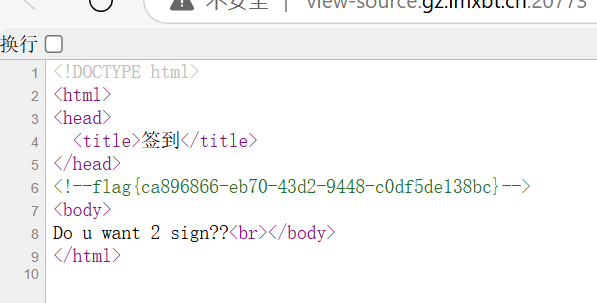 不安全 | view-source:gz.imxbt.cn:20773
换行
1 <!DOCTYPE html>
2 <html>
3 <head>
4 <title>签到</title>
5 </head>
6 <!--flag{ca896866-eb70-43d2-9448-c0df5de138bc}-->
7 <body>
8 Do u want 2 sign??<br></body>
9 </html>
10